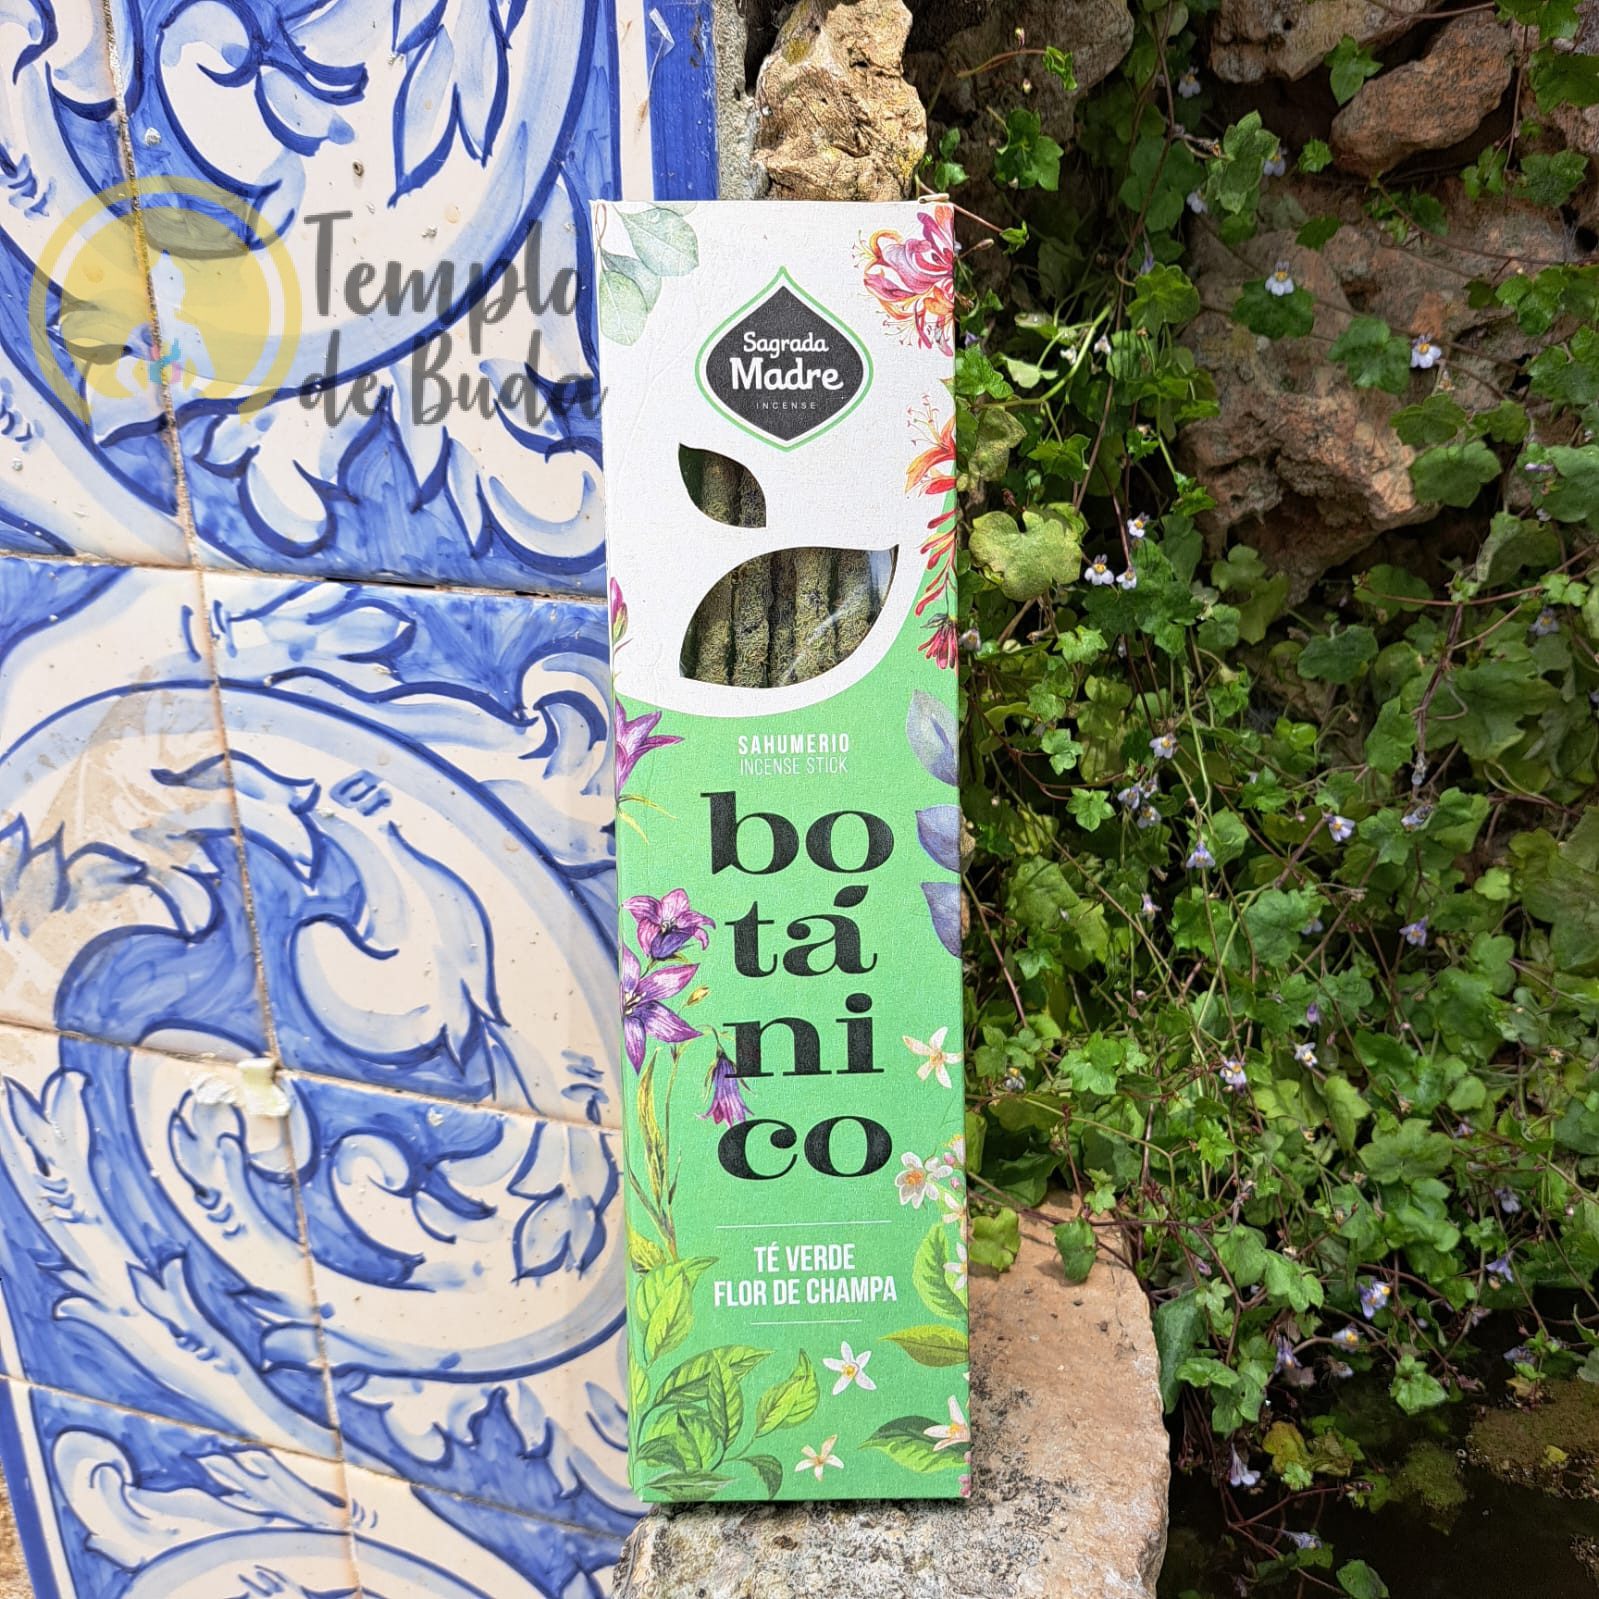 Templo
de Buda
Sagrada
Madre
INCENSE
SAHUMERIO
INCENSE STICK
bo
tá
ni
co
TÉ VERDE
FLOR DE CHAMPA